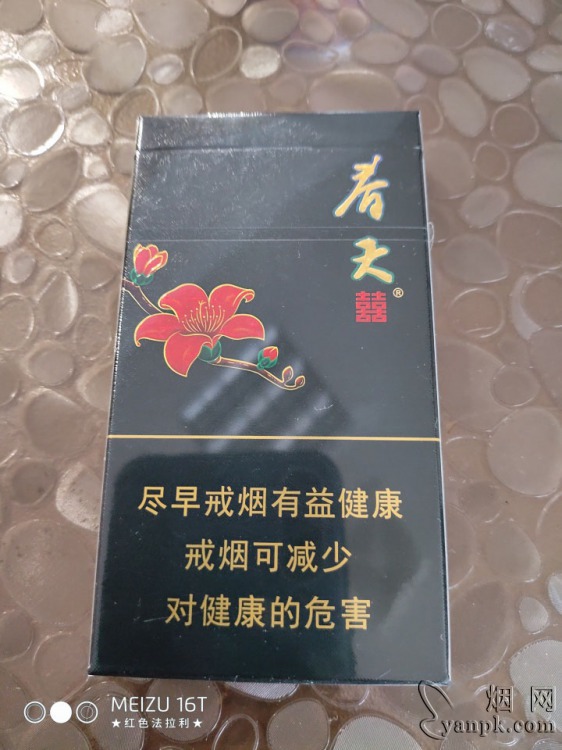 春天
囍®
尽早戒烟有益健康
戒烟可减少
对健康的危害
MEIZU 16T
★红色法拉利★
烟网
yanpk.com